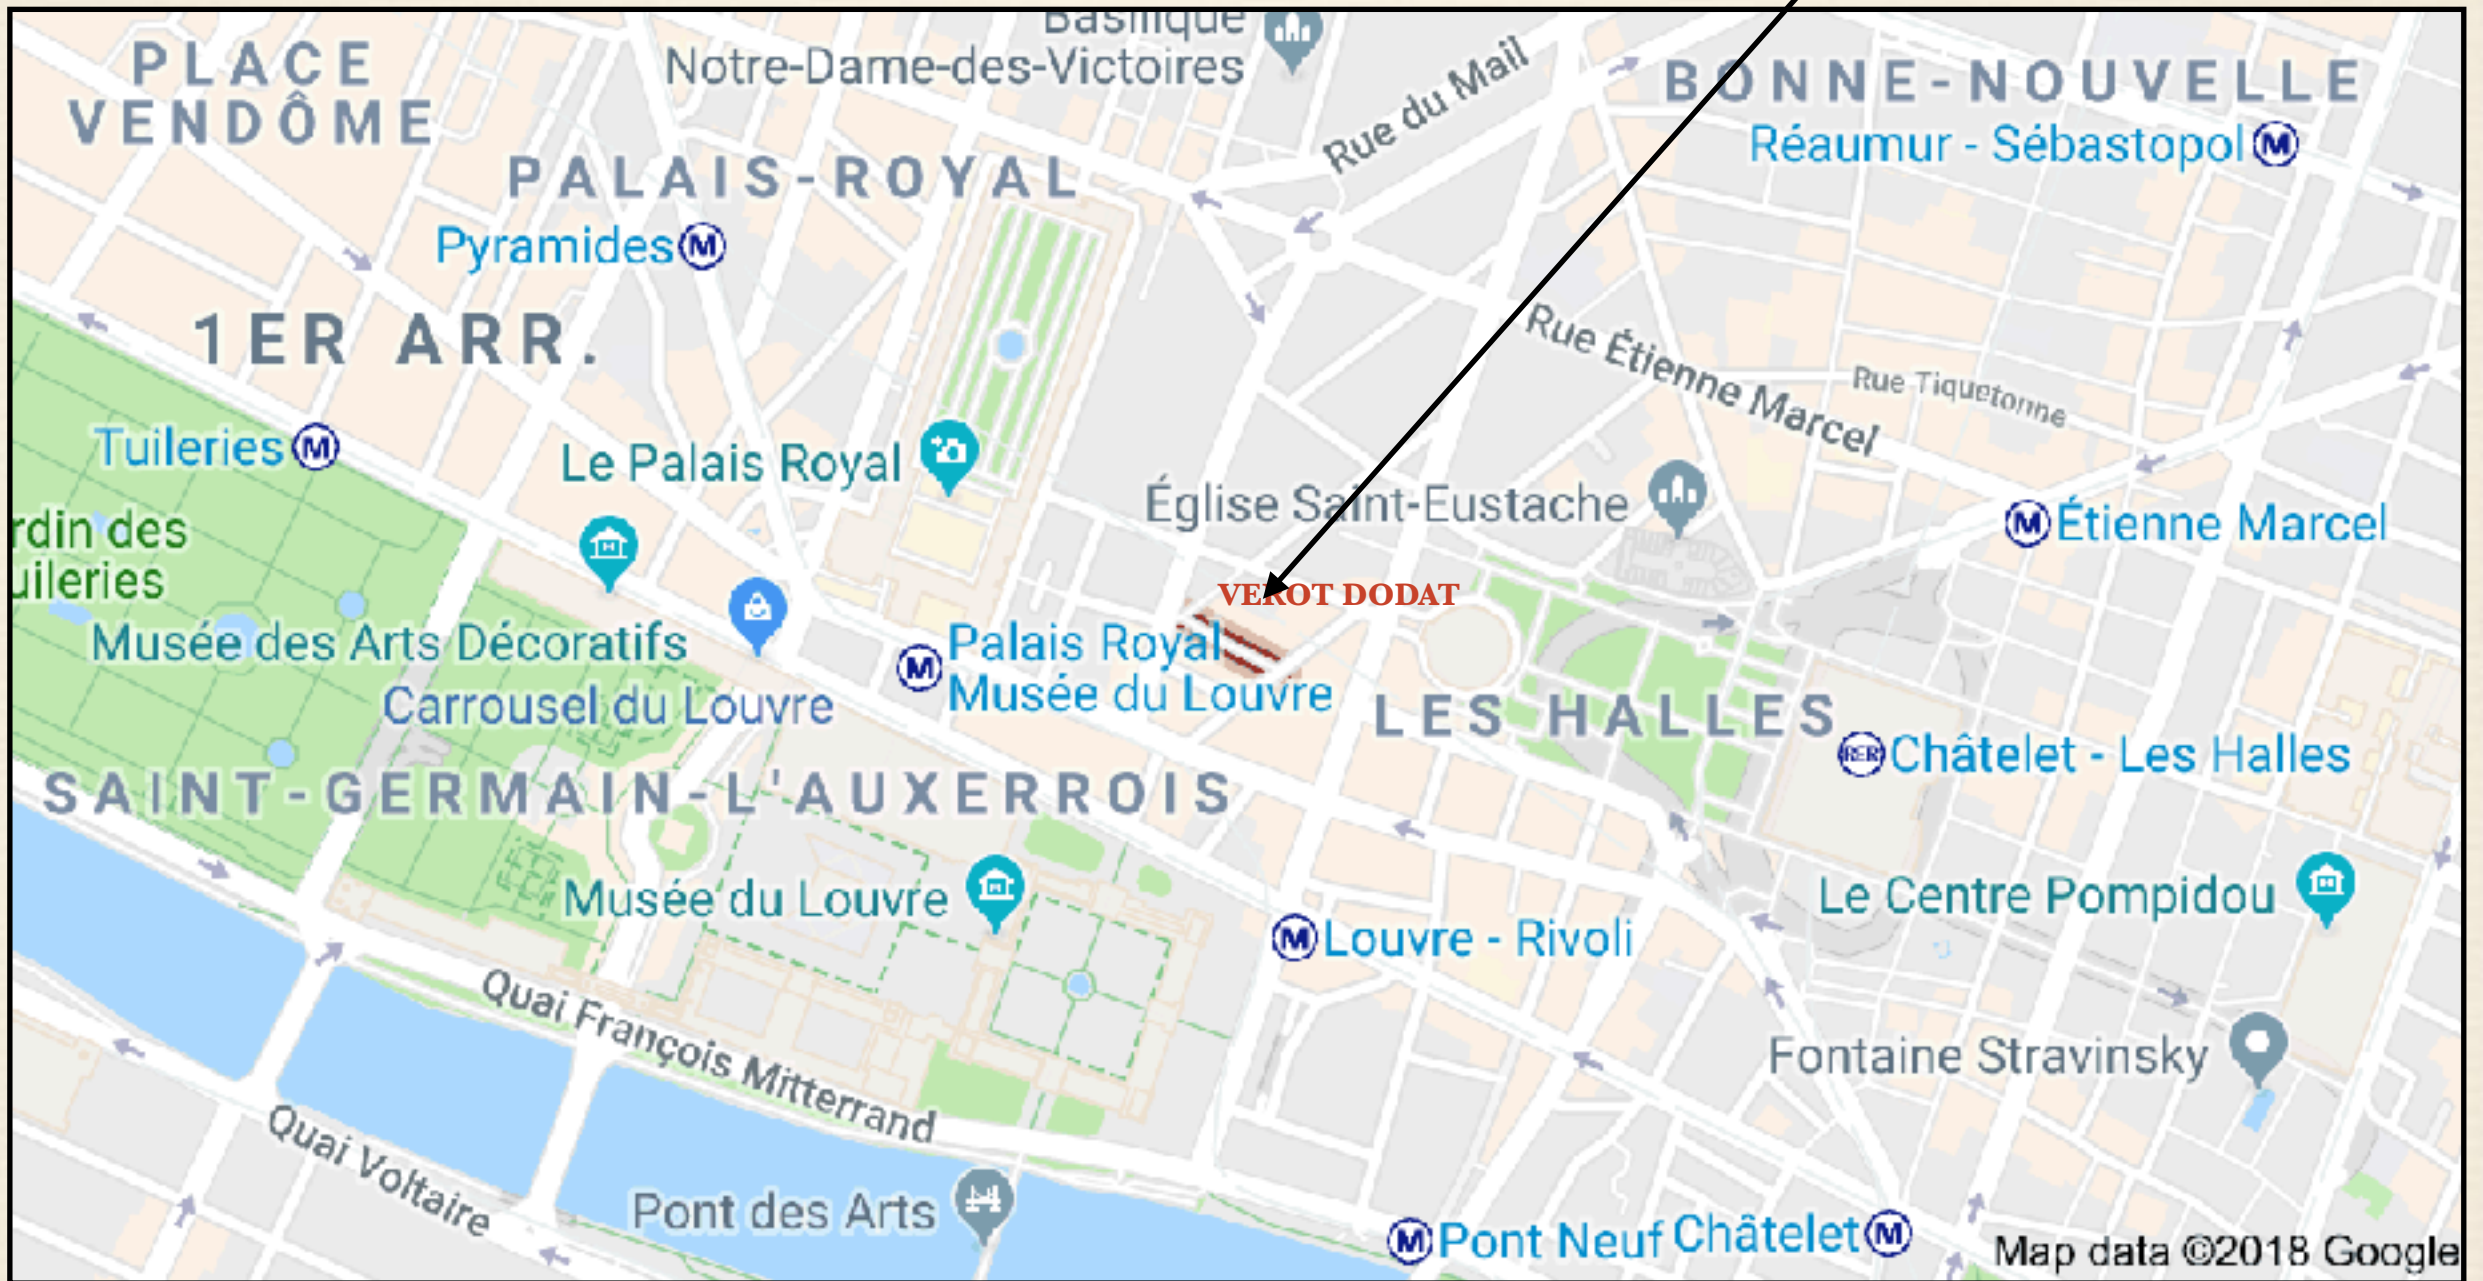 Basilique
Notre-Dame-des-Victoires
PLACE
VENDÔME
Rue du Mail
BONNE-NOUVELLE
Réaumur - Sébastopol
PALAIS-ROYAL
Pyramides
1ER ARR.
Rue Étienne Marcel
Rue Tiquetonne
Tuileries
Le Palais Royal
Église Saint-Eustache
Étienne Marcel
rdin des
uileries
VEROT DODAT
Musée des Arts Décoratifs
Palais Royal
Musée du Louvre
Carrousel du Louvre
LES HALLES
RER
Châtelet - Les Halles
SAINT-GERMAIN-L'AUXERROIS
Musée du Louvre
Le Centre Pompidou
Louvre - Rivoli
Quai François Mitterrand
Fontaine Stravinsky
Quai Voltaire
Pont des Arts
Pont Neuf
Châtelet
Map data ©2018 Google
M
M
M
M
M
M
M
M